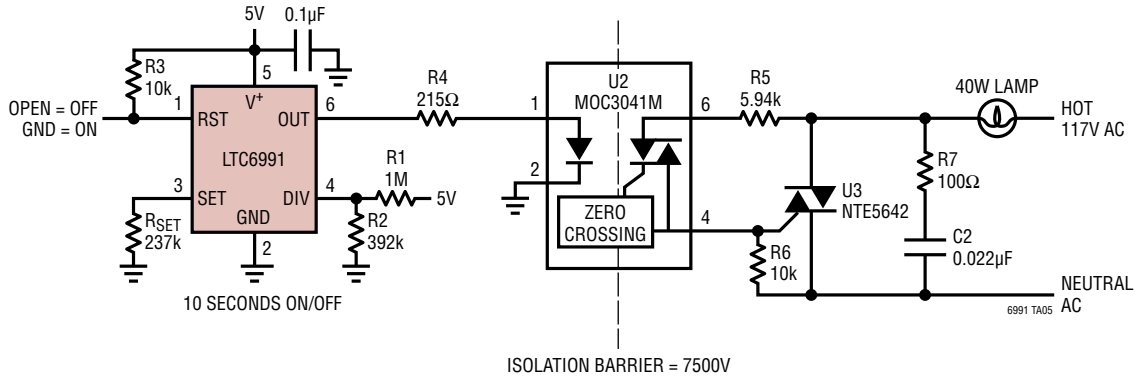 5V
0.1µF
R3
10k
OPEN = OFF
GND = ON
1
5
V+
RST
OUT
6
LTC6991
3
SET
DIV
4
GND
2
RSET
237k
R1
1M
5V
R2
392k
10 SECONDS ON/OFF
R4
215Ω
U2
MOC3041M
1
2
6
4
ZERO
CROSSING
ISOLATION BARRIER = 7500V
R5
5.94k
R6
10k
U3
NTE5642
40W LAMP
HOT
117V AC
R7
100Ω
C2
0.022µF
NEUTRAL
AC
6991 TA05